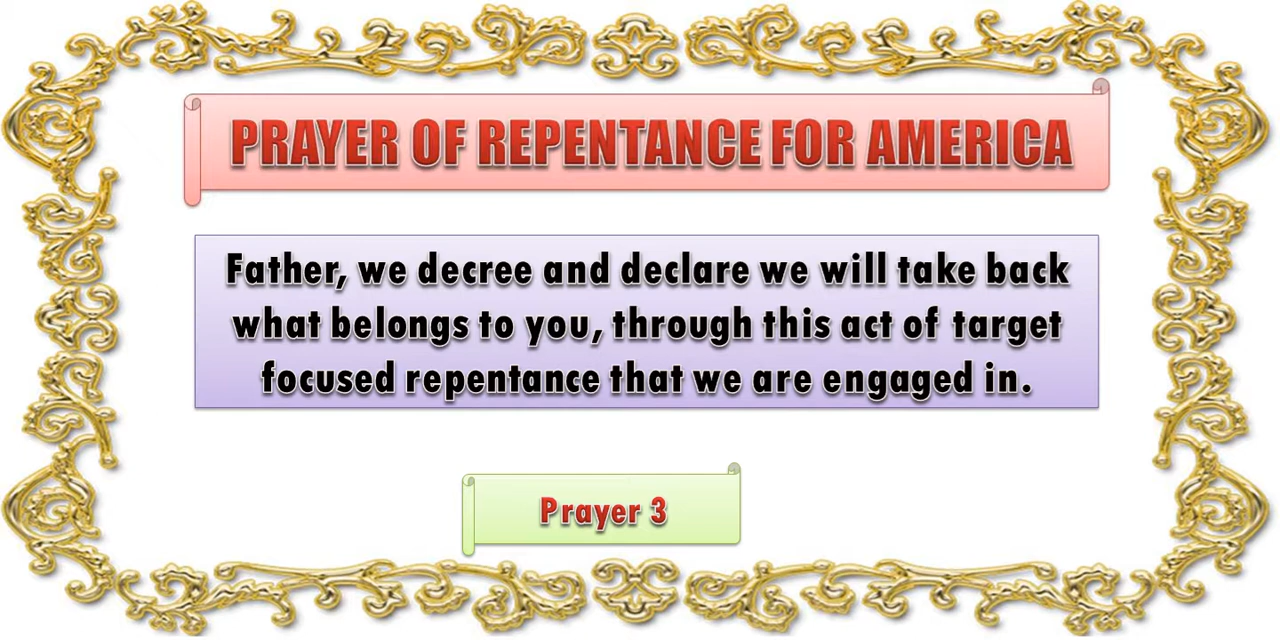 PRAYER OF REPENTANCE FOR AMERICA
Father, we decree and declare we will take back
what belongs to you, through this act of target
focused repentance that we are engaged in.
Prayer 3